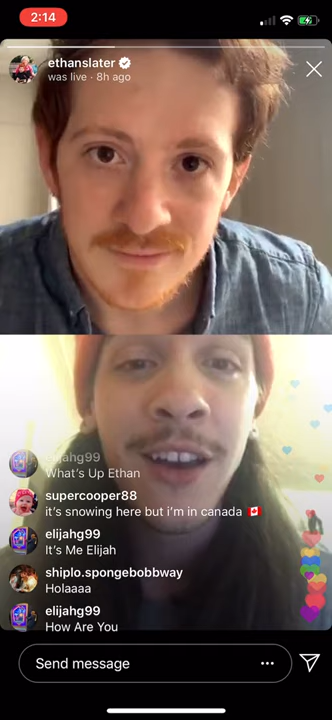 2:14
ethanslater
was live · 8h ago
elijahg99
What's Up Ethan
supercooper88
it's snowing here but i'm in canada 🇨🇦
elijahg99
It's Me Elijah
shiplo.spongebobbway
Holaaaa
elijahg99
How Are You
Send message